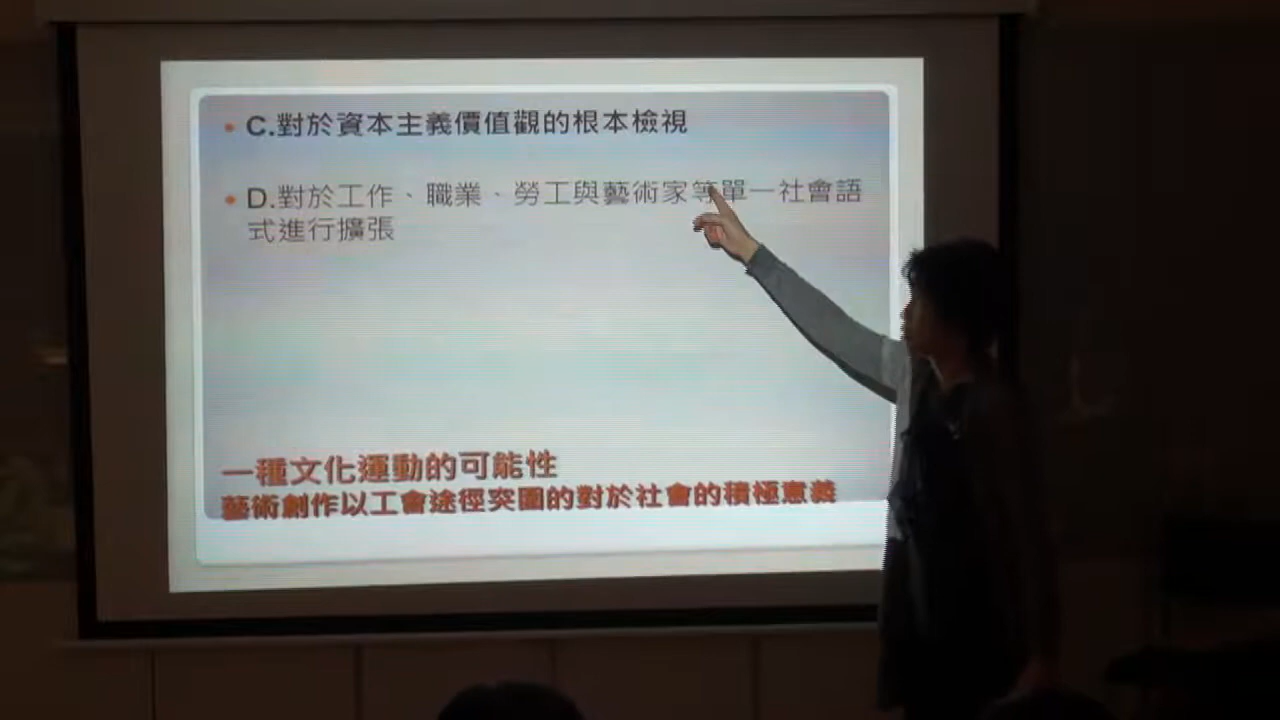 C.對於資本主義價值觀的根本檢視
D.對於工作、職業、勞工與藝術家等單一社會語
式進行擴張
一種文化運動的可能性
藝術創作以工會途徑突圍的對於社會的積極意義